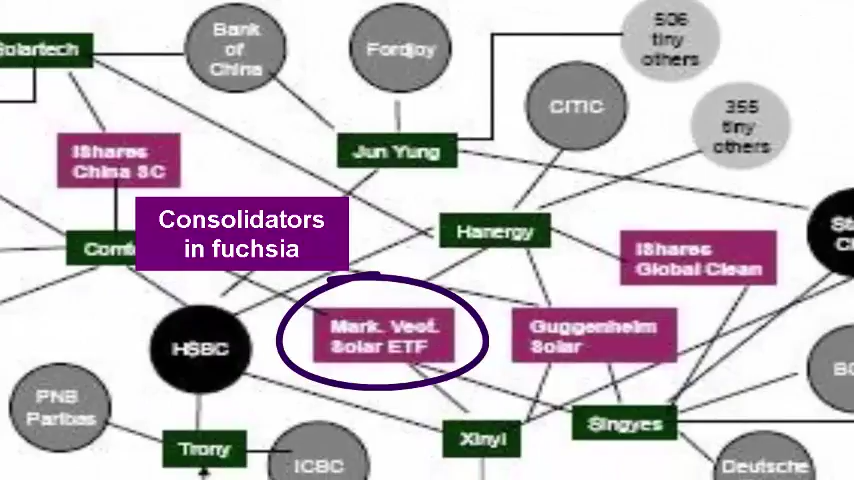 Solartech
Bank
of
China
Fordjoy
506
tiny
others
CITIC
355
tiny
others
IShares
China SC
Jun Yung
Consolidators
in fuchsia
Hanergy
IShares
Global Clean
HSBC
Mark. Vect.
Solar ETF
Guggenheim
Solar
PNB
Paribas
Trony
ICBC
Xinyi
Singyes
Deutsche